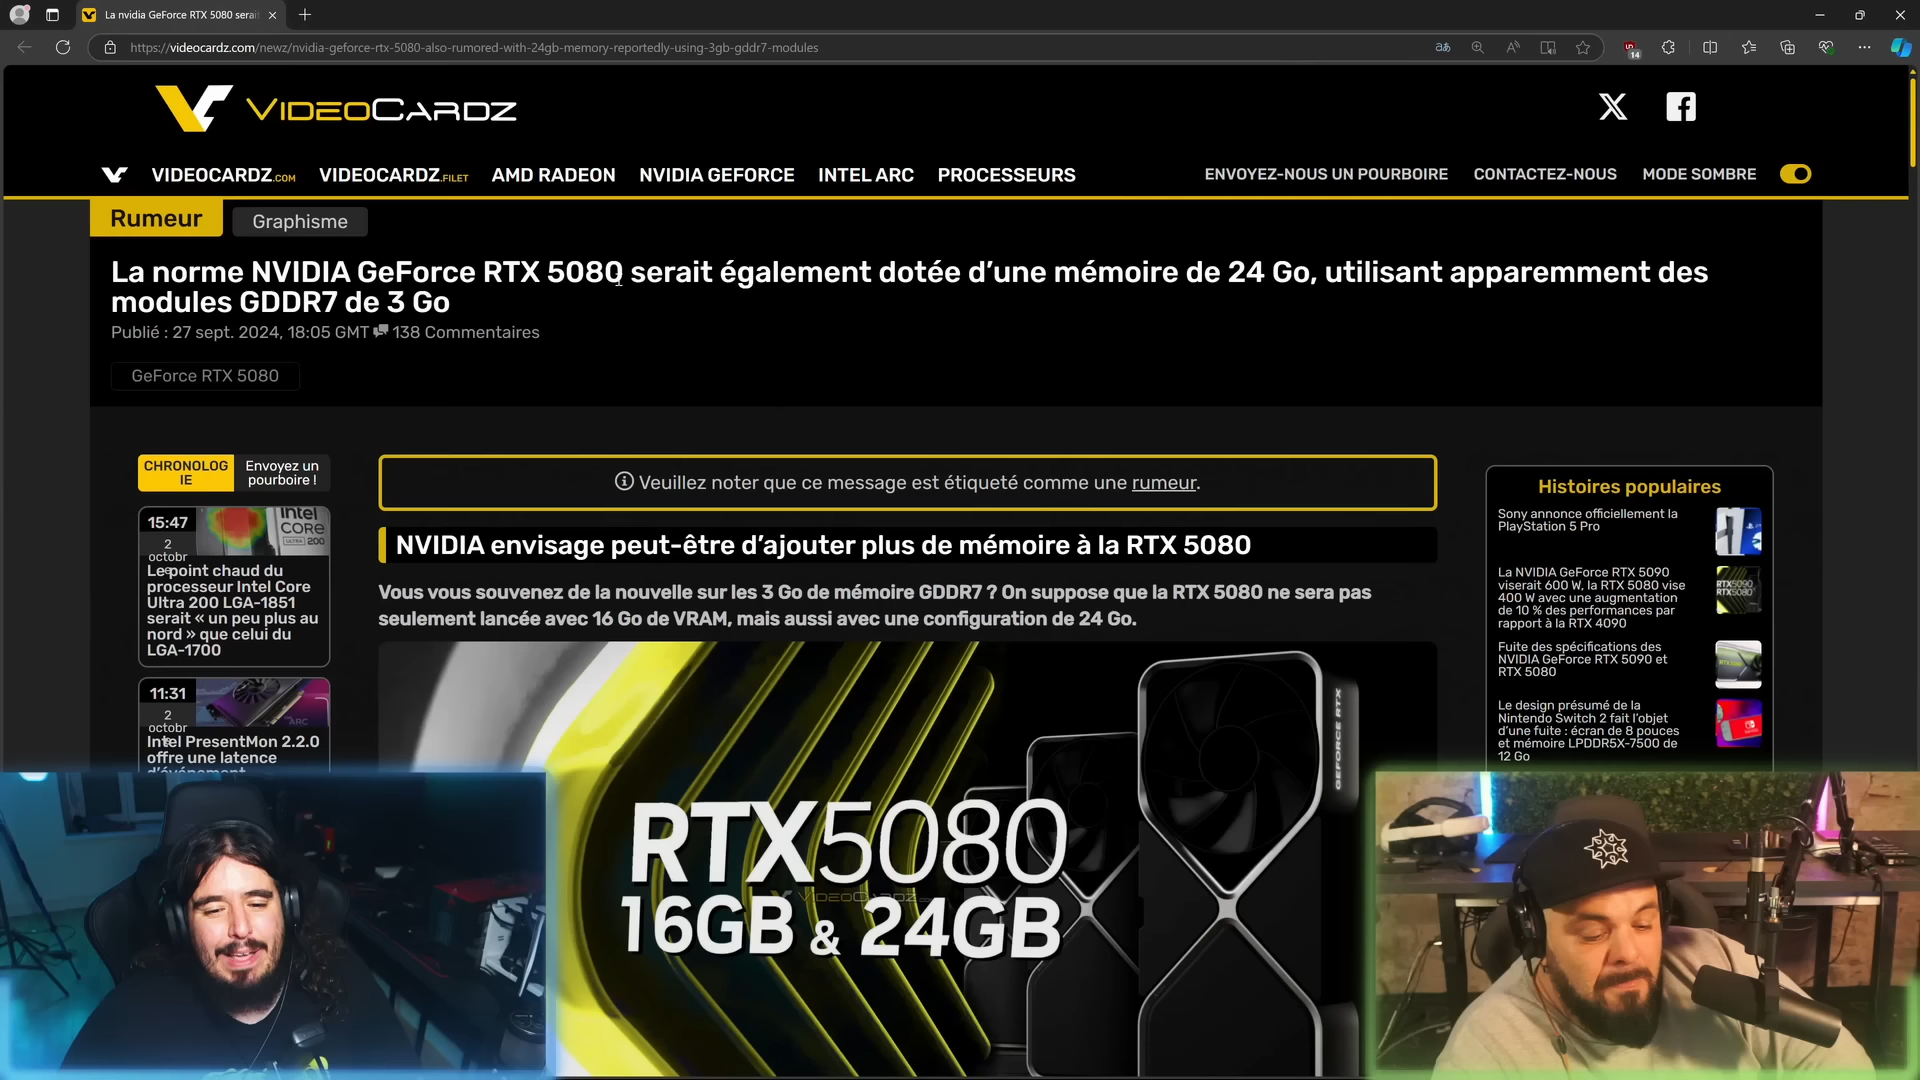 La nvidia GeForce RTX 5080 serai
https://videocardz.com/newz/nvidia-geforce-rtx-5080-also-rumored-with-24gb-memory-reportedly-using-3gb-gddr7-modules
14
VIDEOCARDZ
VIDEOCARDZ.COM VIDEOCARDZ.FILET AMD RADEON NVIDIA GEFORCE INTEL ARC PROCESSEURS
ENVOYEZ-NOUS UN POURBOIRE CONTACTEZ-NOUS MODE SOMBRE
Rumeur
Graphisme
La norme NVIDIA GeForce RTX 5080 serait également dotée d'une mémoire de 24 Go, utilisant apparemment des
modules GDDR7 de 3 Go
Publié : 27 sept. 2024, 18:05 GMT 138 Commentaires
GeForce RTX 5080
CHRONOLOG
IE
Envoyez un
pourboire !
15:47
2
octobr
e
intel
CORE
ULTRA 200
Le point chaud du
processeur Intel Core
Ultra 200 LGA-1851
serait « un peu plus au
nord » que celui du
LGA-1700
11:31
2
octobr
e
ARC
Intel PresentMon 2.2.0
offre une latence
d'événement
Veuillez noter que ce message est étiqueté comme une rumeur.
NVIDIA envisage peut-être d'ajouter plus de mémoire à la RTX 5080
Vous vous souvenez de la nouvelle sur les 3 Go de mémoire GDDR7 ? On suppose que la RTX 5080 ne sera pas
seulement lancée avec 16 Go de VRAM, mais aussi avec une configuration de 24 Go.
GEFORCE RTX
RTX5080
VIDEOCARDZ
16GB & 24GB
Histoires populaires
Sony annonce officiellement la
PlayStation 5 Pro
La NVIDIA GeForce RTX 5090
viserait 600 W, la RTX 5080 vise
400 W avec une augmentation
de 10 % des performances par
rapport à la RTX 4090
RTX5090
Fuite des spécifications des
NVIDIA GeForce RTX 5090 et
RTX 5080
Le design présumé de la
Nintendo Switch 2 fait l'objet
d'une fuite : écran de 8 pouces
et mémoire LPDDR5X-7500 de
12 Go